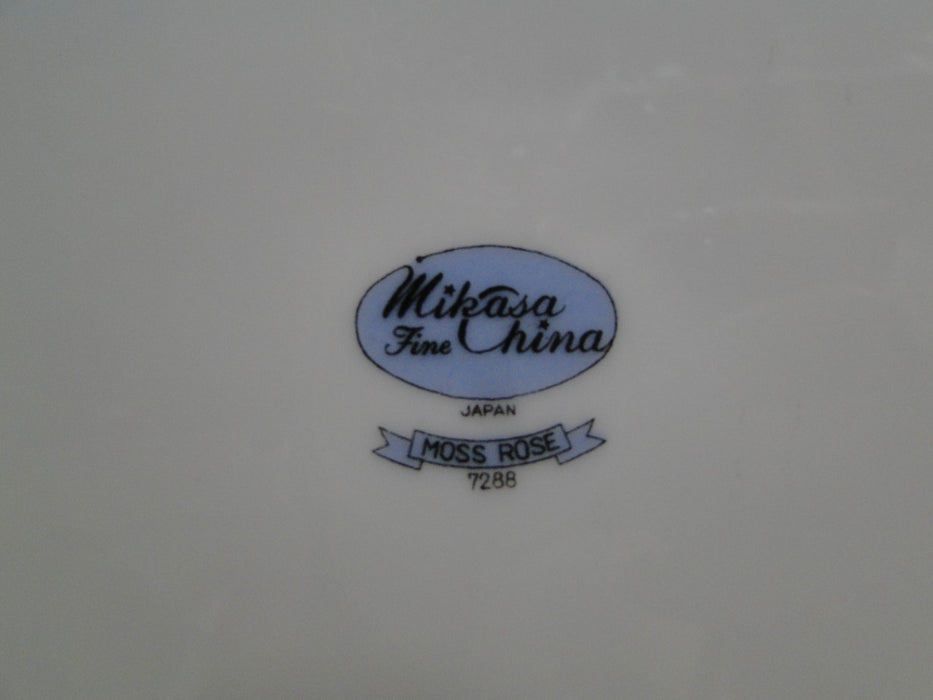 Mikasa
Fine China
JAPAN
MOSS ROSE
7288